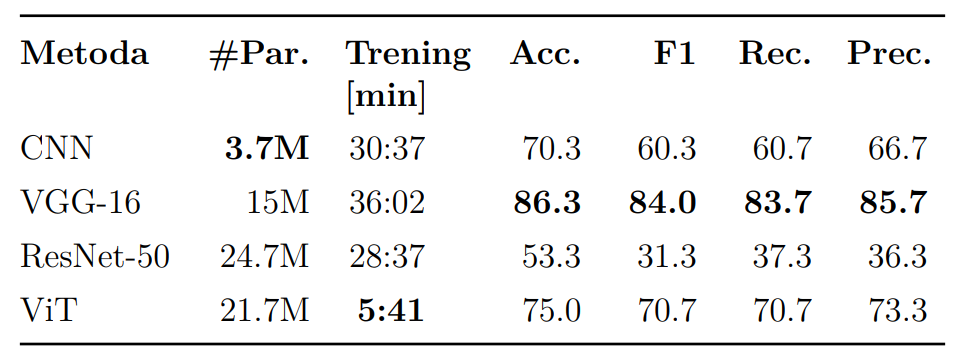 Metoda #Par. Trening Acc. F1 Rec. Prec.
[min]
CNN 3.7M 30:37 70.3 60.3 60.7 66.7
VGG-16 15M 36:02 86.3 84.0 83.7 85.7
ResNet-50 24.7M 28:37 53.3 31.3 37.3 36.3
ViT 21.7M 5:41 75.0 70.7 70.7 73.3